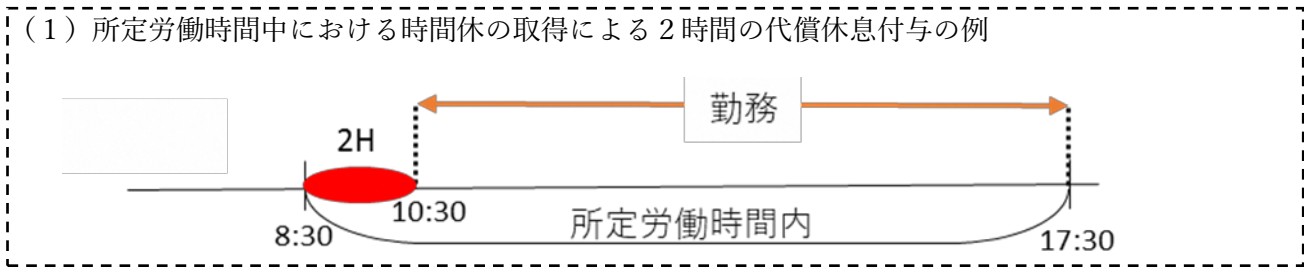 （１）所定労働時間中における時間休の取得による２時間の代償休息付与の例
勤務
2H
10:30
所定労働時間内
8:30
17:30